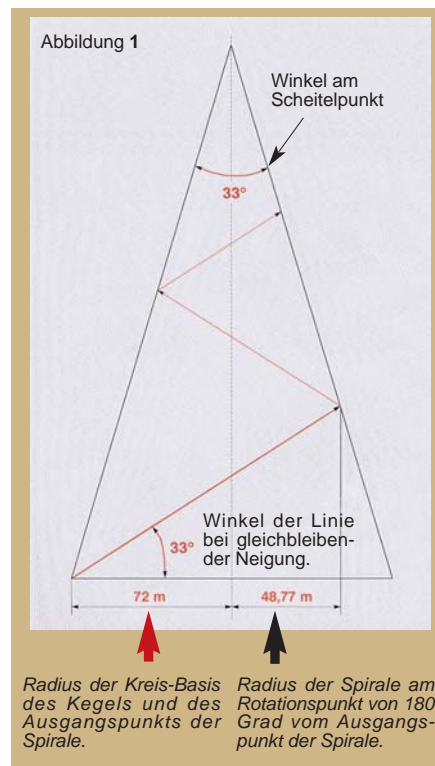 Abbildung 1
Winkel am
Scheitelpunkt
33°
Winkel der Linie
bei gleichbleiben-
der Neigung.
33°
72 m
48,77 m
Radius der Kreis-Basis
des Kegels und des
Ausgangspunkts der
Spirale.
Radius der Spirale am
Rotationspunkt von 180
Grad vom Ausgangs-
punkt der Spirale.